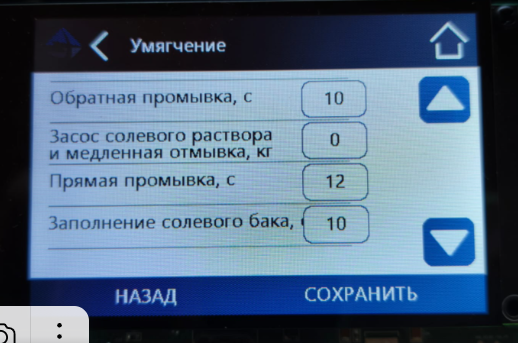 Умягчение
Обратная промывка, с 10
Засос солевого раствора
и медленная отмывка, кг 0
Прямая промывка, с 12
Заполнение солевого бака, 10
НАЗАД СОХРАНИТЬ